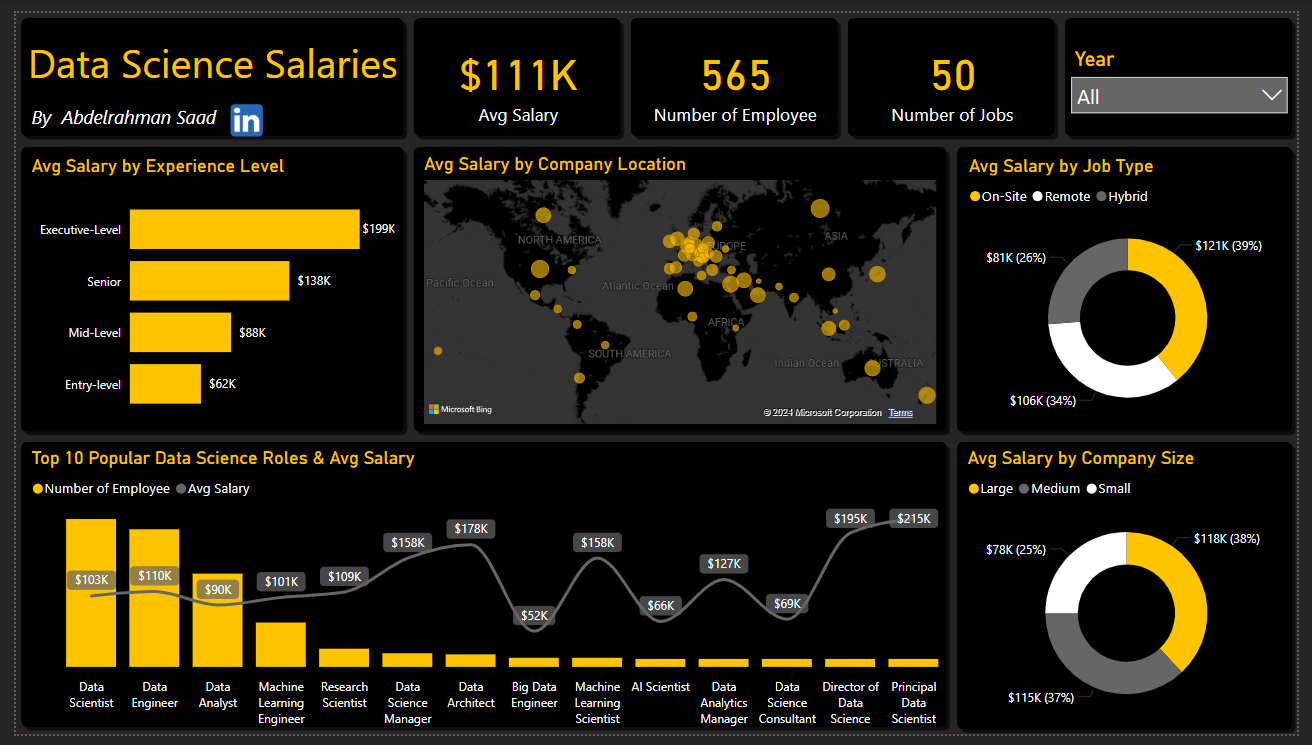 Data Science Salaries
By Abdelrahman Saad
in
$111K
Avg Salary
565
Number of Employee
50
Number of Jobs
Year
All
Avg Salary by Experience Level
Executive-Level
$199K
Senior
$138K
Mid-Level
$88K
Entry-level
$62K
Avg Salary by Company Location
NORTH AMERICA
EUROPE
ASIA
Pacific Ocean
Atlantic Ocean
AFRICA
SOUTH AMERICA
Indian Ocean
AUSTRALIA
Microsoft Bing
© 2024 Microsoft Corporation Terms
Avg Salary by Job Type
On-Site Remote Hybrid
$121K (39%)
$81K (26%)
$106K (34%)
Top 10 Popular Data Science Roles & Avg Salary
Number of Employee Avg Salary
$103K
$110K
$90K
$101K
$109K
$158K
$178K
$52K
$158K
$66K
$127K
$69K
$195K
$215K
Data
Scientist
Data
Engineer
Data
Analyst
Machine
Learning
Engineer
Research
Scientist
Data
Science
Manager
Data
Architect
Big Data
Engineer
Machine
Learning
Scientist
AI Scientist
Data
Analytics
Manager
Data
Science
Consultant
Director of
Data
Science
Principal
Data
Scientist
Avg Salary by Company Size
Large Medium Small
$118K (38%)
$78K (25%)
$115K (37%)